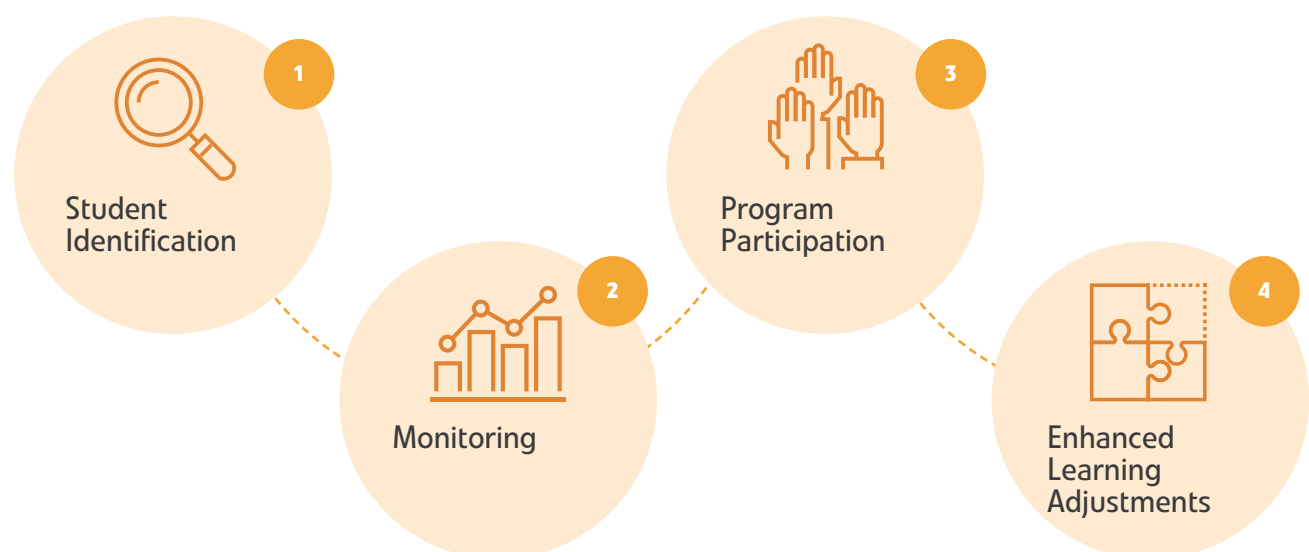 1
Student
Identification
2
Monitoring
3
Program
Participation
4
Enhanced
Learning
Adjustments